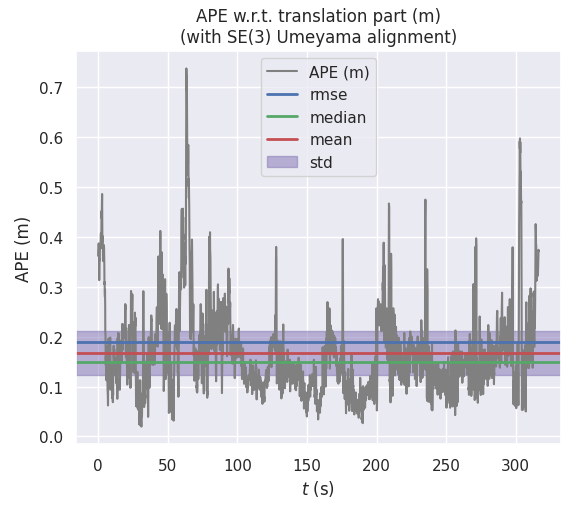 APE w.r.t. translation part (m)
(with SE(3) Umeyama alignment)
APE (m)
rmse
median
mean
std
0.7
0.6
0.5
0.4
0.3
0.2
0.1
0.0
APE (m)
0 50 100 150 200 250 300
t (s)